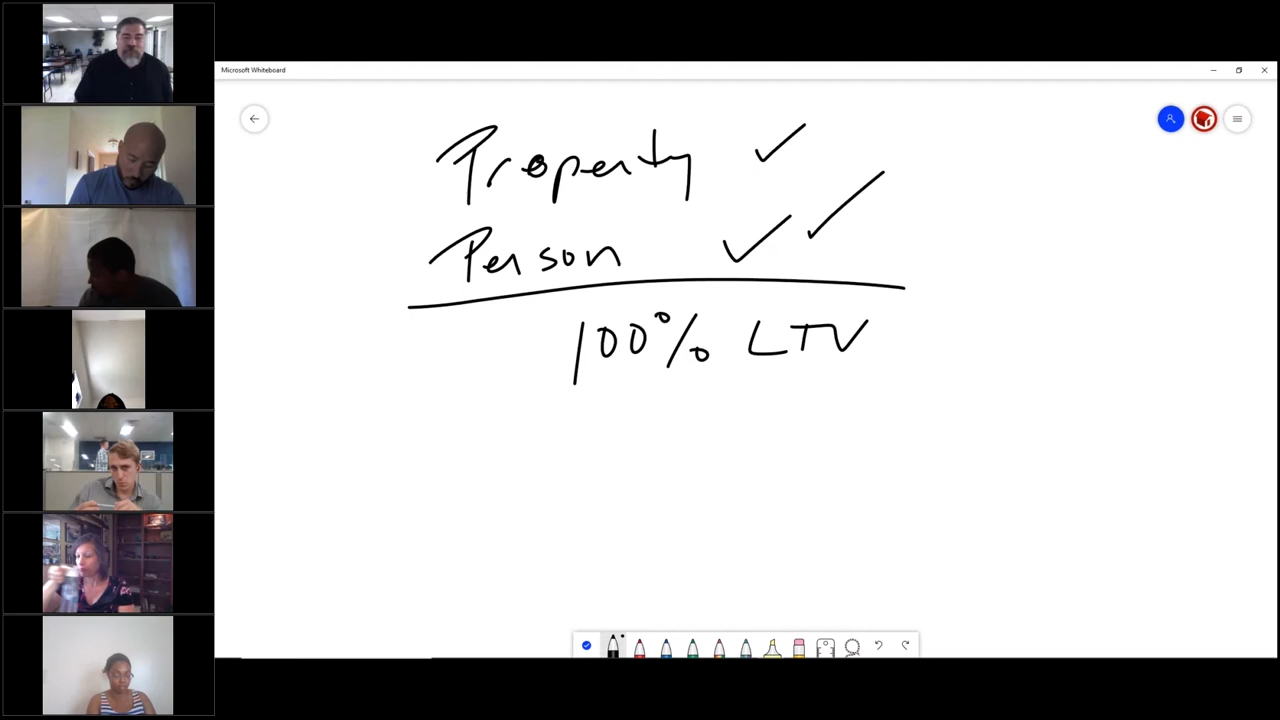 Microsoft Whiteboard
Property ✓
Person ✓ ✓
100% LTV